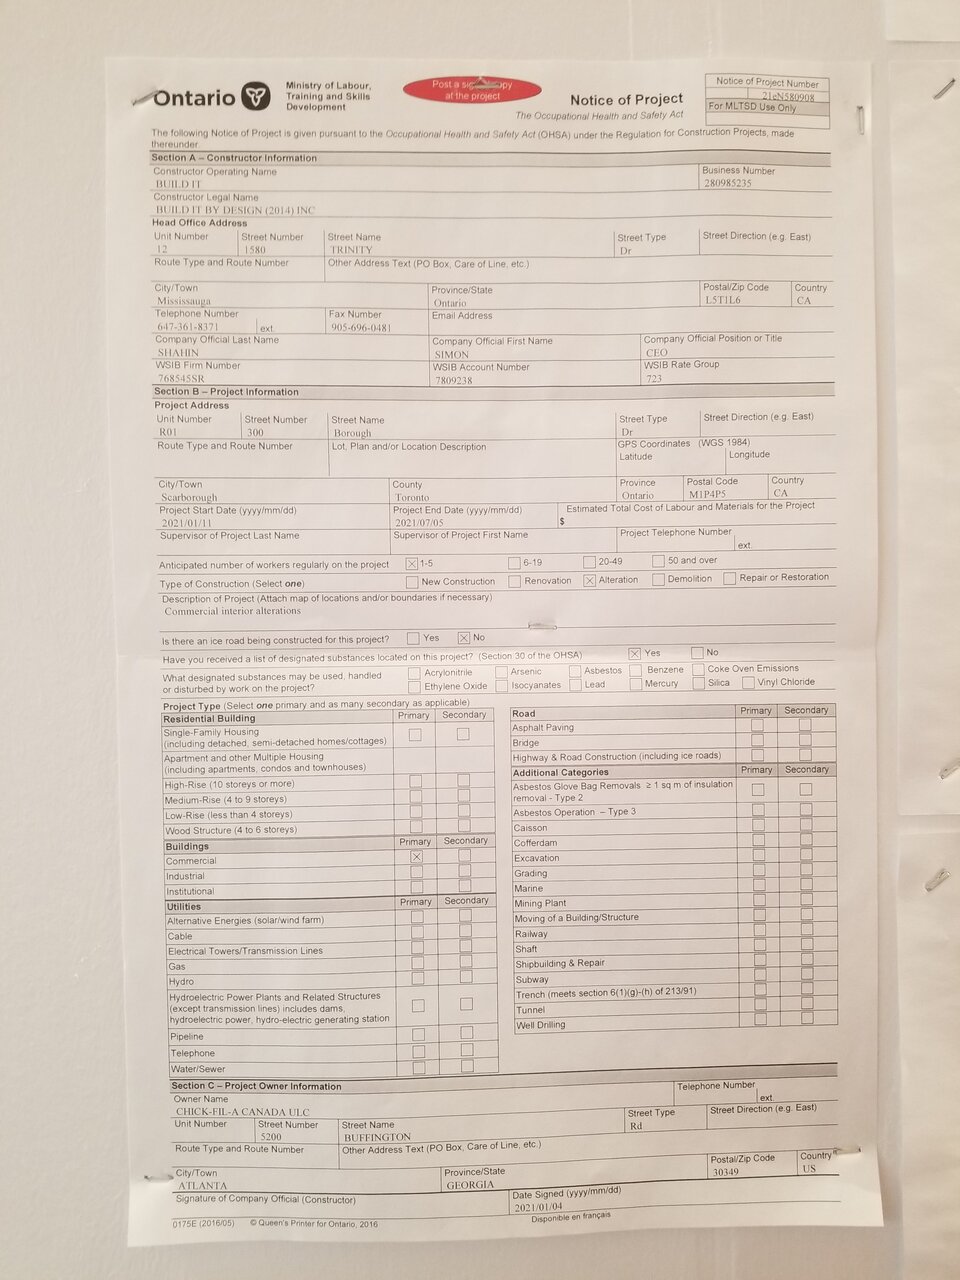 Ontario
Ministry of Labour,
Training and Skills
Development
Post a signed copy
at the project
Notice of Project
The Occupational Health and Safety Act
Notice of Project Number
21eN580908
For MLTSD Use Only
The following Notice of Project is given pursuant to the Occupational Health and Safety Act (OHSA) under the Regulation for Construction Projects, made
thereunder.
Section A – Constructor Information
Constructor Operating Name Business Number
BUILD IT 280985235
Constructor Legal Name
BUILD IT BY DESIGN (2014) INC
Head Office Address
Unit Number Street Number Street Name Street Type Street Direction (e.g. East)
12 1580 TRINITY Dr
Route Type and Route Number Other Address Text (PO Box, Care of Line, etc.)
City/Town Province/State Postal/Zip Code Country
Mississauga Ontario L5T1L6 CA
Telephone Number Fax Number Email Address
647-361-8371 ext. 905-696-0481
Company Official Last Name Company Official First Name Company Official Position or Title
SHAHIN SIMON CEO
WSIB Firm Number WSIB Account Number WSIB Rate Group
768545SR 7809238 723
Section B – Project Information
Project Address
Unit Number Street Number Street Name Street Type Street Direction (e.g. East)
R01 300 Borough Dr
Route Type and Route Number Lot, Plan and/or Location Description GPS Coordinates (WGS 1984)
Latitude Longitude
City/Town County Province Postal Code Country
Scarborough Toronto Ontario M1P4P5 CA
Project Start Date (yyyy/mm/dd) Project End Date (yyyy/mm/dd) Estimated Total Cost of Labour and Materials for the Project
2021/01/11 2021/07/05 $
Supervisor of Project Last Name Supervisor of Project First Name Project Telephone Number
ext.
Anticipated number of workers regularly on the project 1-5 6-19 20-49 50 and over
Type of Construction (Select one) New Construction Renovation Alteration Demolition Repair or Restoration
Description of Project (Attach map of locations and/or boundaries if necessary)
Commercial interior alterations
Is there an ice road being constructed for this project? Yes No
Have you received a list of designated substances located on this project? (Section 30 of the OHSA) Yes No
What designated substances may be used, handled
or disturbed by work on the project?
Acrylonitrile Arsenic Asbestos Benzene Coke Oven Emissions
Ethylene Oxide Isocyanates Lead Mercury Silica Vinyl Chloride
Project Type (Select one primary and as many secondary as applicable)
Residential Building Primary Secondary
Single-Family Housing
(including detached, semi-detached homes/cottages)
Apartment and other Multiple Housing
(including apartments, condos and townhouses)
High-Rise (10 storeys or more)
Medium-Rise (4 to 9 storeys)
Low-Rise (less than 4 storeys)
Wood Structure (4 to 6 storeys)
Buildings Primary Secondary
Commercial
Industrial
Institutional
Utilities Primary Secondary
Alternative Energies (solar/wind farm)
Cable
Electrical Towers/Transmission Lines
Gas
Hydro
Hydroelectric Power Plants and Related Structures
(except transmission lines) includes dams,
hydroelectric power, hydro-electric generating station
Pipeline
Telephone
Water/Sewer
Road Primary Secondary
Asphalt Paving
Bridge
Highway & Road Construction (including ice roads)
Additional Categories Primary Secondary
Asbestos Glove Bag Removals ≥ 1 sq m of insulation
removal - Type 2
Asbestos Operation – Type 3
Caisson
Cofferdam
Excavation
Grading
Marine
Mining Plant
Moving of a Building/Structure
Railway
Shaft
Shipbuilding & Repair
Subway
Trench (meets section 6(1)(g)-(h) of 213/91)
Tunnel
Well Drilling
Section C – Project Owner Information
Owner Name Telephone Number
CHICK-FIL-A CANADA ULC ext.
Unit Number Street Number Street Name Street Type Street Direction (e.g. East)
5200 BUFFINGTON Rd
Route Type and Route Number Other Address Text (PO Box, Care of Line, etc.)
City/Town Province/State Postal/Zip Code Country
ATLANTA GEORGIA 30349 US
Signature of Company Official (Constructor) Date Signed (yyyy/mm/dd)
2021/01/04
0175E (2016/05) © Queen's Printer for Ontario, 2016 Disponible en français